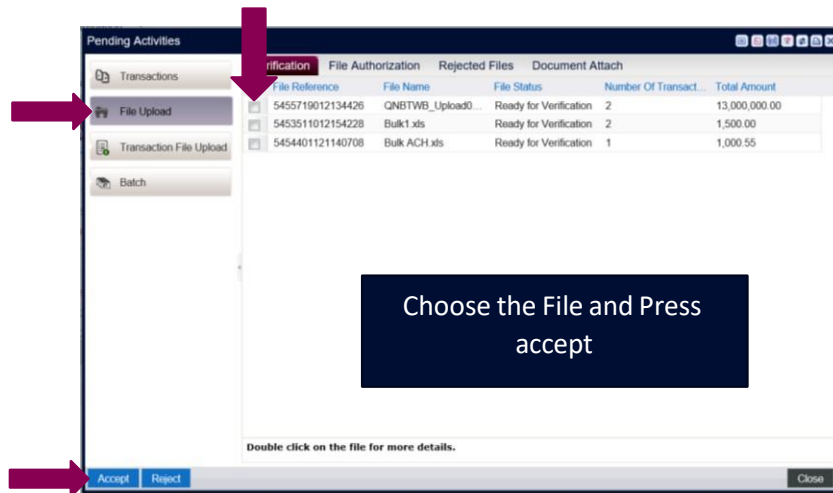 Pending Activities
Transactions
File Upload
Transaction File Upload
Batch
rification File Authorization Rejected Files Document Attach
File Reference File Name File Status Number Of Transact... Total Amount
5455719012134426 QNBTWB_Upload0... Ready for Verification 2 13,000,000.00
5453511012154228 Bulk1.xls Ready for Verification 2 1,500.00
5454401121140708 Bulk ACH.xls Ready for Verification 1 1,000.55
Choose the File and Press
accept
Double click on the file for more details.
Accept Reject Close